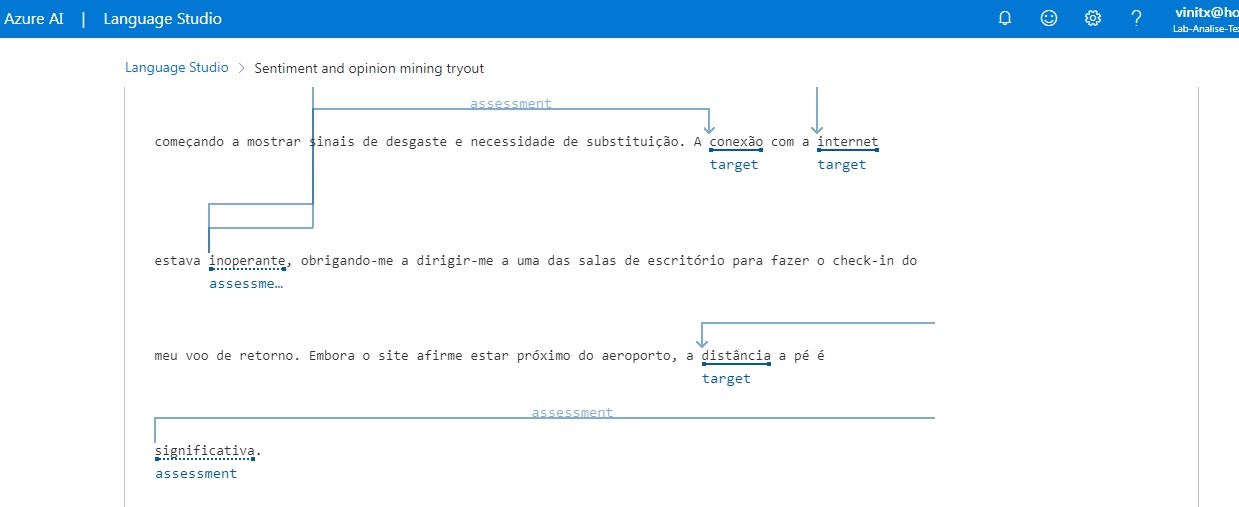 Azure AI | Language Studio
vinitx@ho
Lab-Analise-Te
Language Studio > Sentiment and opinion mining tryout
assessment
começando a mostrar sinais de desgaste e necessidade de substituição. A conexão com a internet
target target
estava inoperante, obrigando-me a dirigir-me a uma das salas de escritório para fazer o check-in do
assessme…
meu voo de retorno. Embora o site afirme estar próximo do aeroporto, a distância a pé é
target
assessment
significativa.
assessment